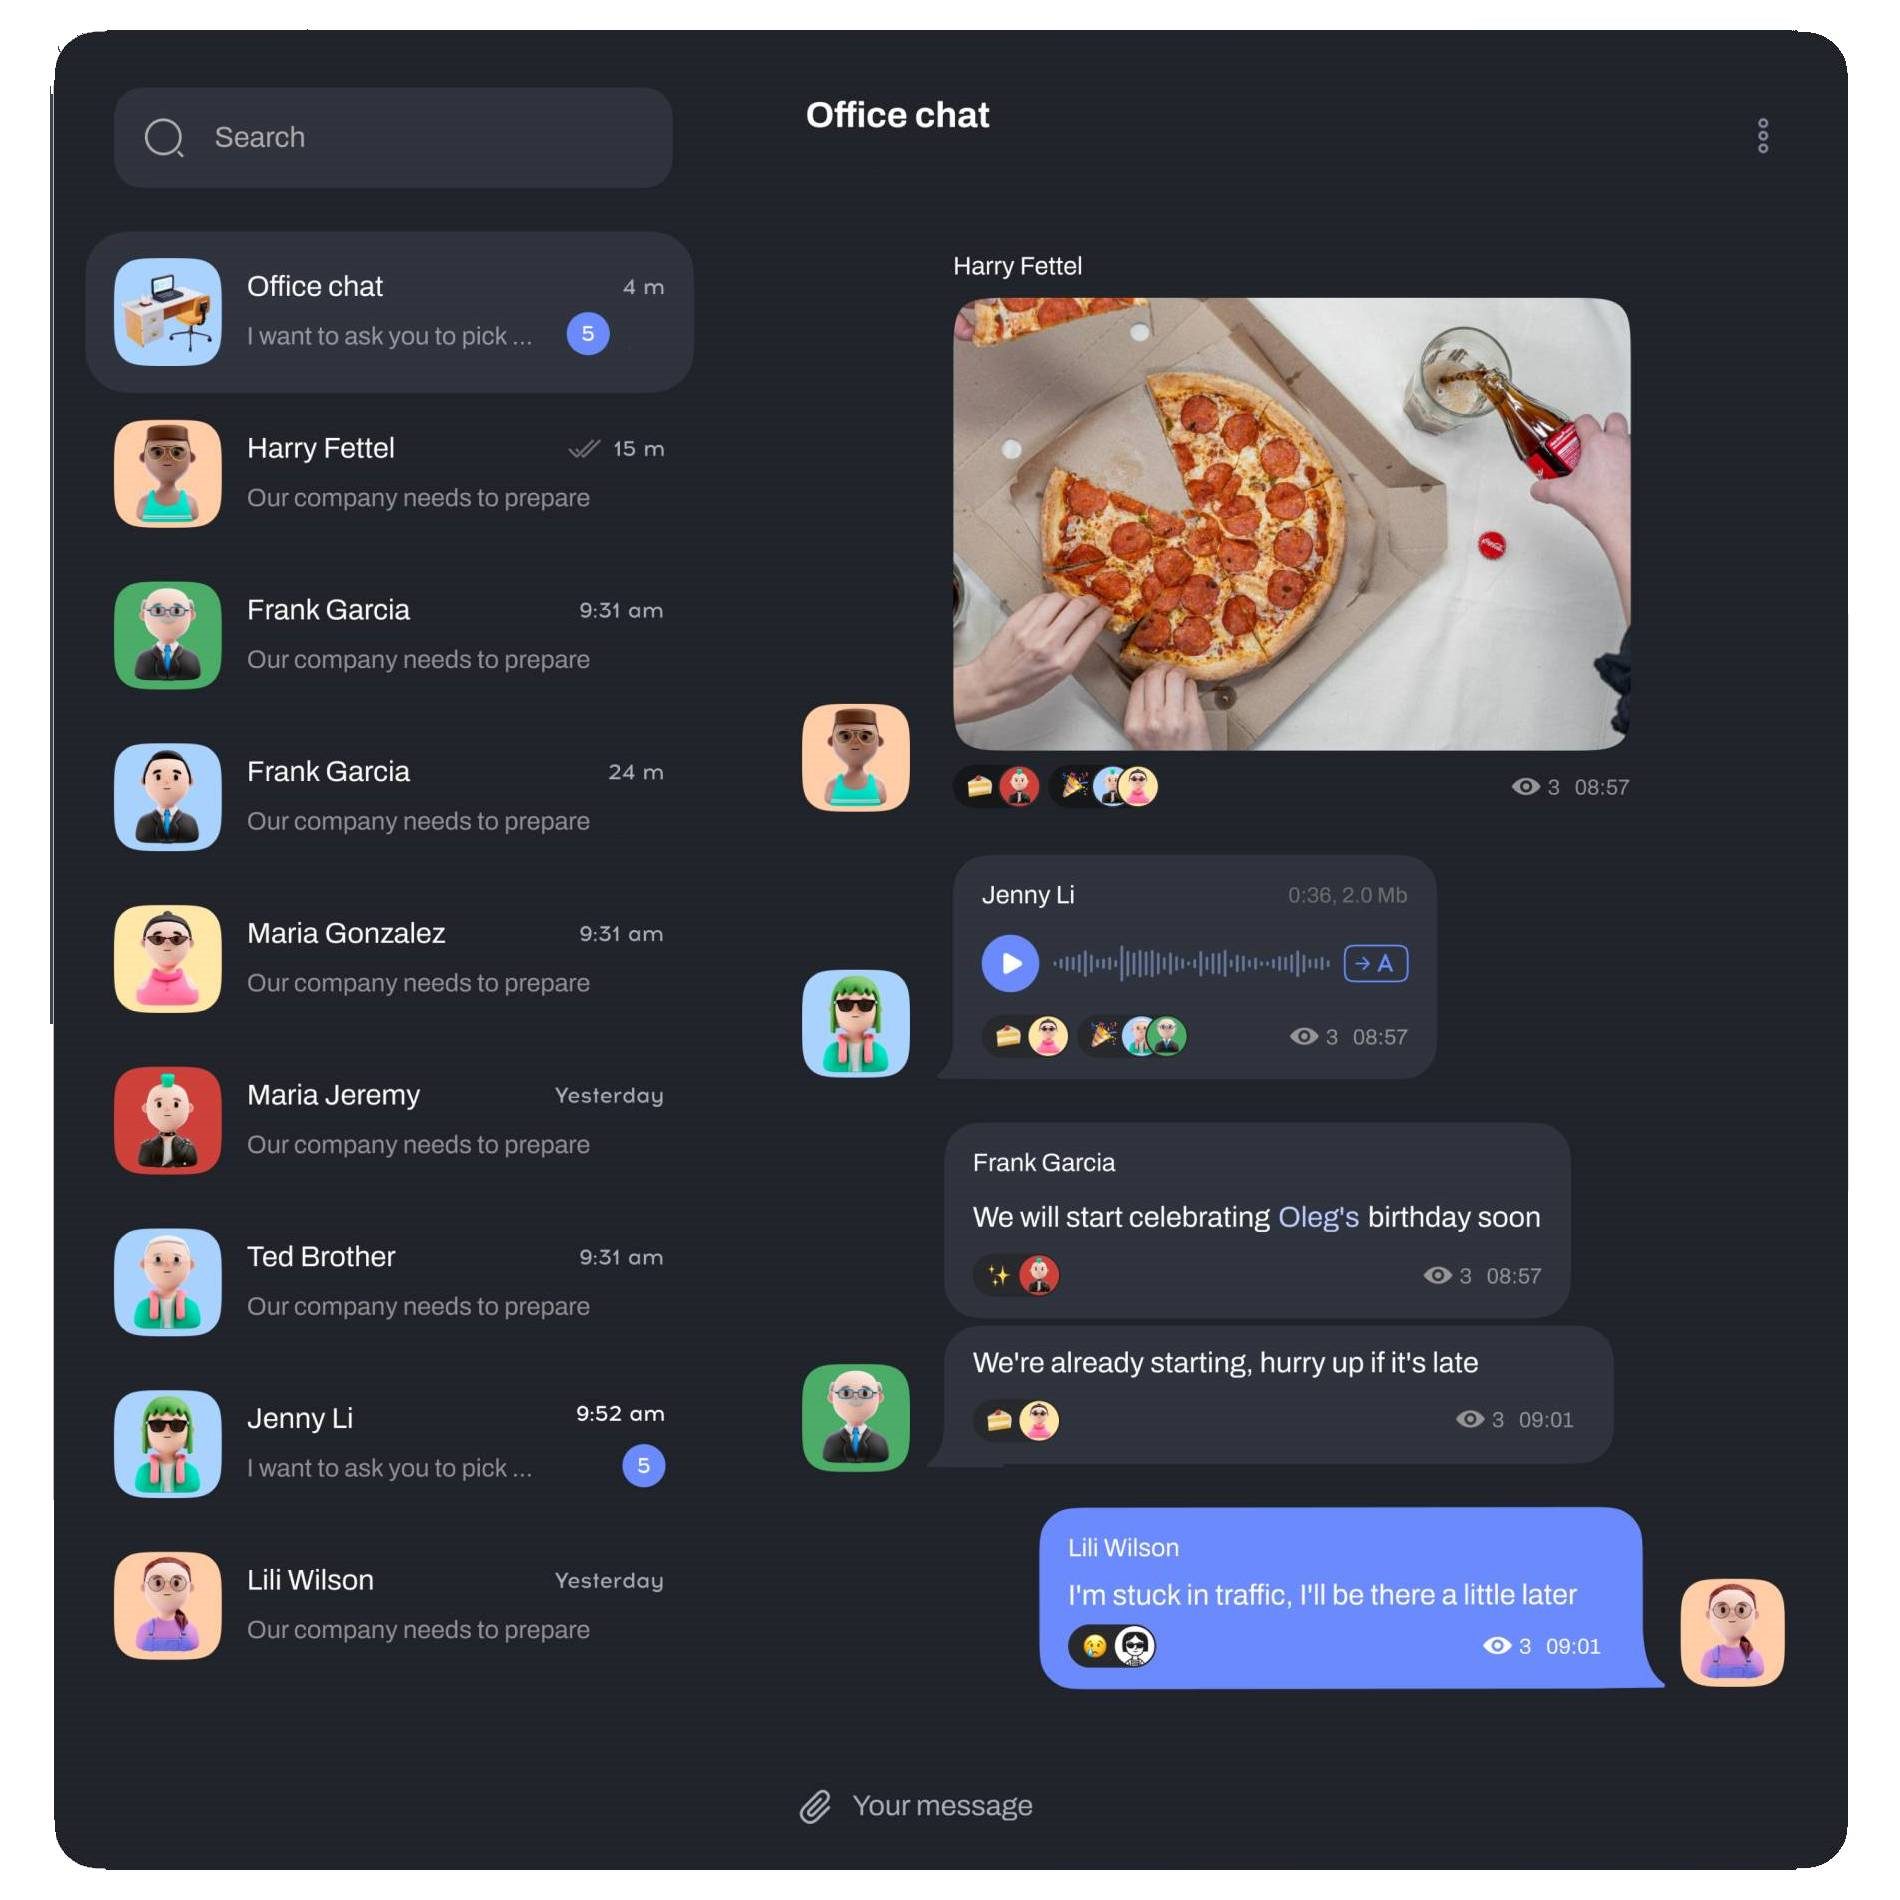 Search
Office chat
4 m
I want to ask you to pick ...
5
Harry Fettel
15 m
Our company needs to prepare
Frank Garcia
9:31 am
Our company needs to prepare
Frank Garcia
24 m
Our company needs to prepare
Maria Gonzalez
9:31 am
Our company needs to prepare
Maria Jeremy
Yesterday
Our company needs to prepare
Ted Brother
9:31 am
Our company needs to prepare
Jenny Li
9:52 am
I want to ask you to pick ...
5
Lili Wilson
Yesterday
Our company needs to prepare
Office chat
Harry Fettel
3 08:57
Jenny Li
0:36, 2.0 Mb
→ A
3 08:57
Frank Garcia
We will start celebrating Oleg's birthday soon
3 08:57
We're already starting, hurry up if it's late
3 09:01
Lili Wilson
I'm stuck in traffic, I'll be there a little later
3 09:01
Your message